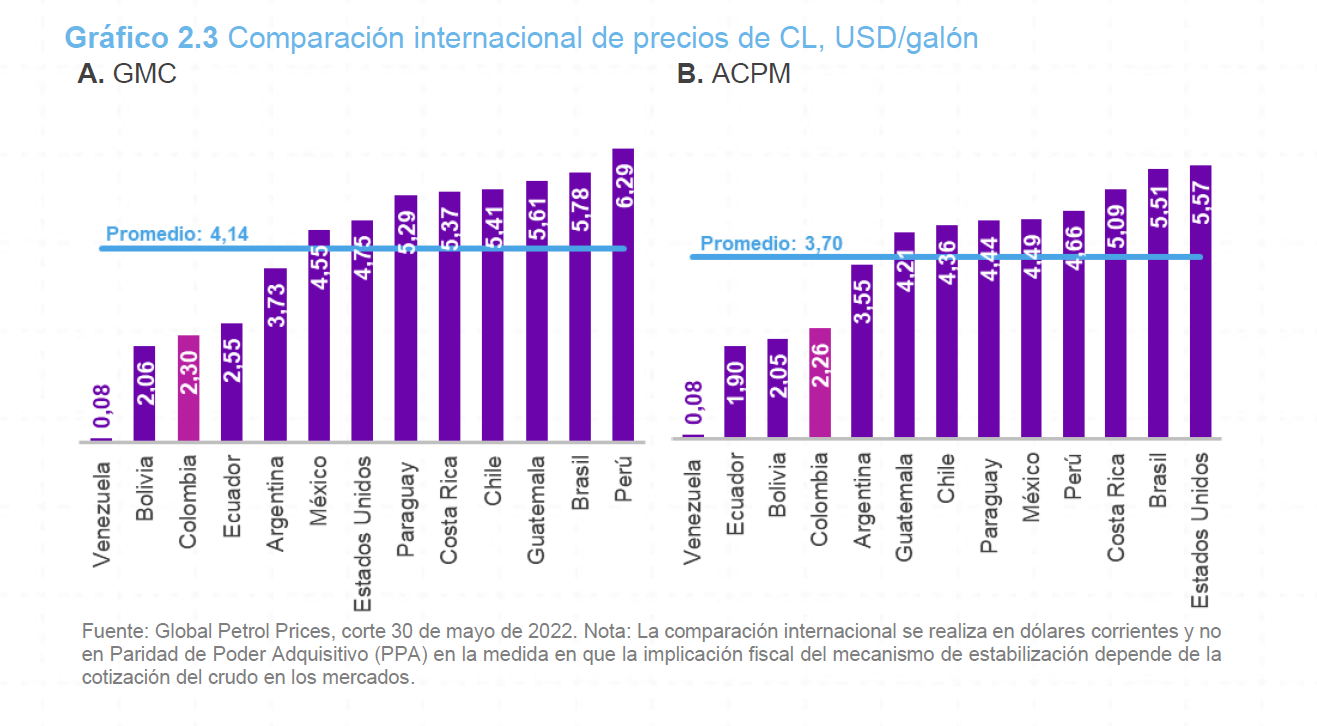 Gráfico 2.3 Comparación internacional de precios de CL, USD/galón
A. GMC
Promedio: 4,14
0,08
2,06
2,30
2,55
3,73
4,55
4,75
5,29
5,37
5,41
5,61
5,78
6,29
Venezuela
Bolivia
Colombia
Ecuador
Argentina
México
Estados Unidos
Paraguay
Costa Rica
Chile
Guatemala
Brasil
Perú
B. ACPM
Promedio: 3,70
0,08
1,90
2,05
2,26
3,55
4,21
4,36
4,44
4,49
4,66
5,09
5,51
5,57
Venezuela
Ecuador
Bolivia
Colombia
Argentina
Guatemala
Chile
Paraguay
México
Perú
Costa Rica
Brasil
Estados Unidos
Fuente: Global Petrol Prices, corte 30 de mayo de 2022. Nota: La comparación internacional se realiza en dólares corrientes y no
en Paridad de Poder Adquisitivo (PPA) en la medida en que la implicación fiscal del mecanismo de estabilización depende de la
cotización del crudo en los mercados.